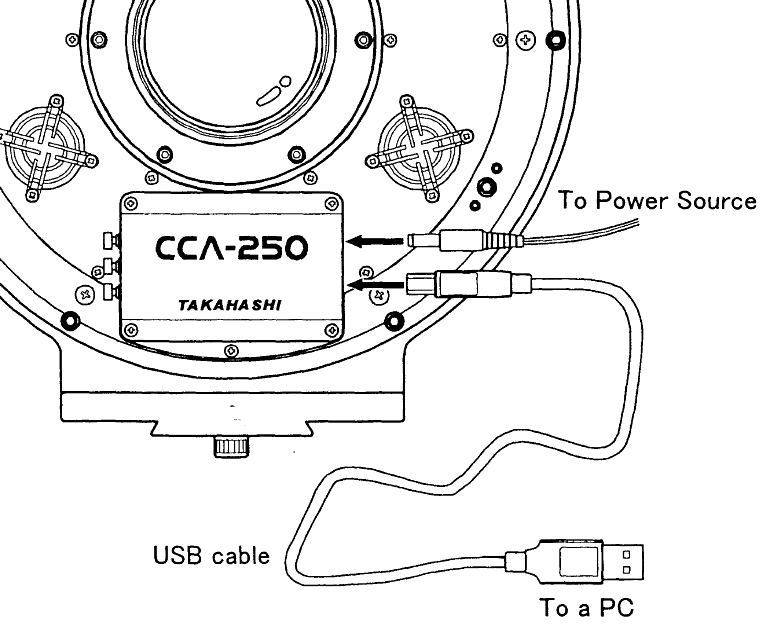 To Power Source
CCA-250
TAKAHASHI
USB cable
To a PC